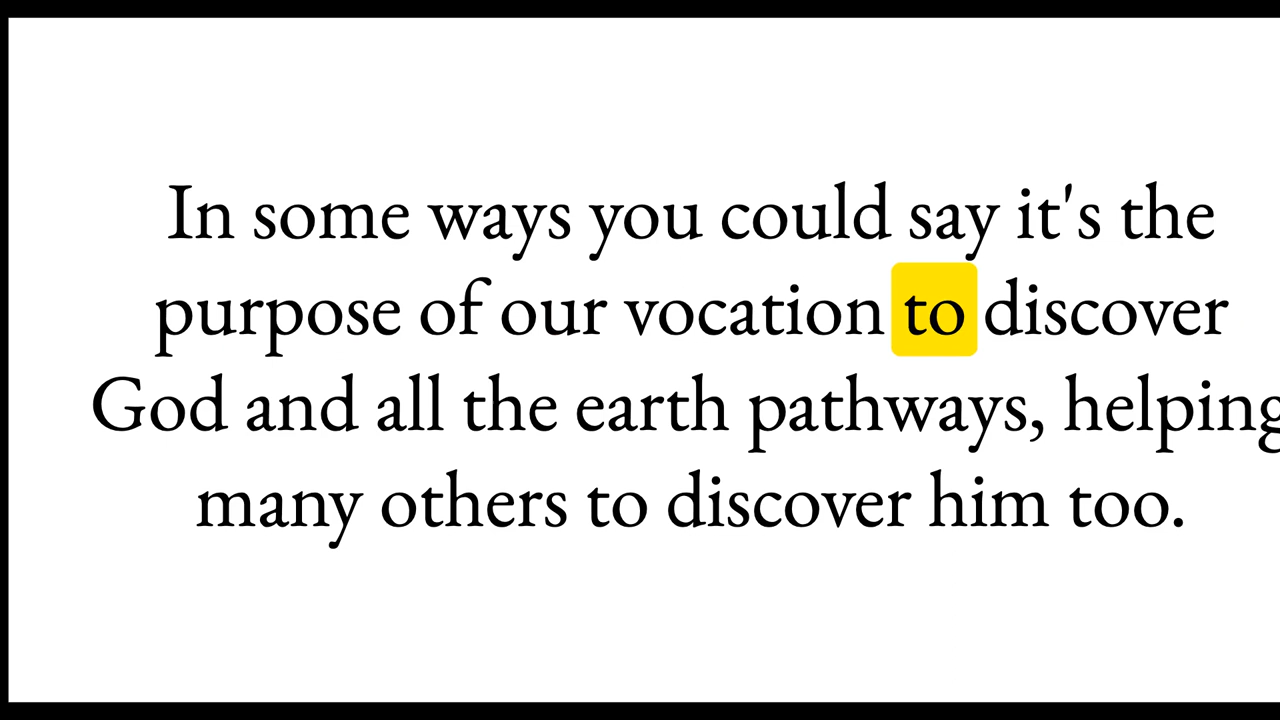 In some ways you could say it's the
purpose of our vocation to discover
God and all the earth pathways, helping
many others to discover him too.